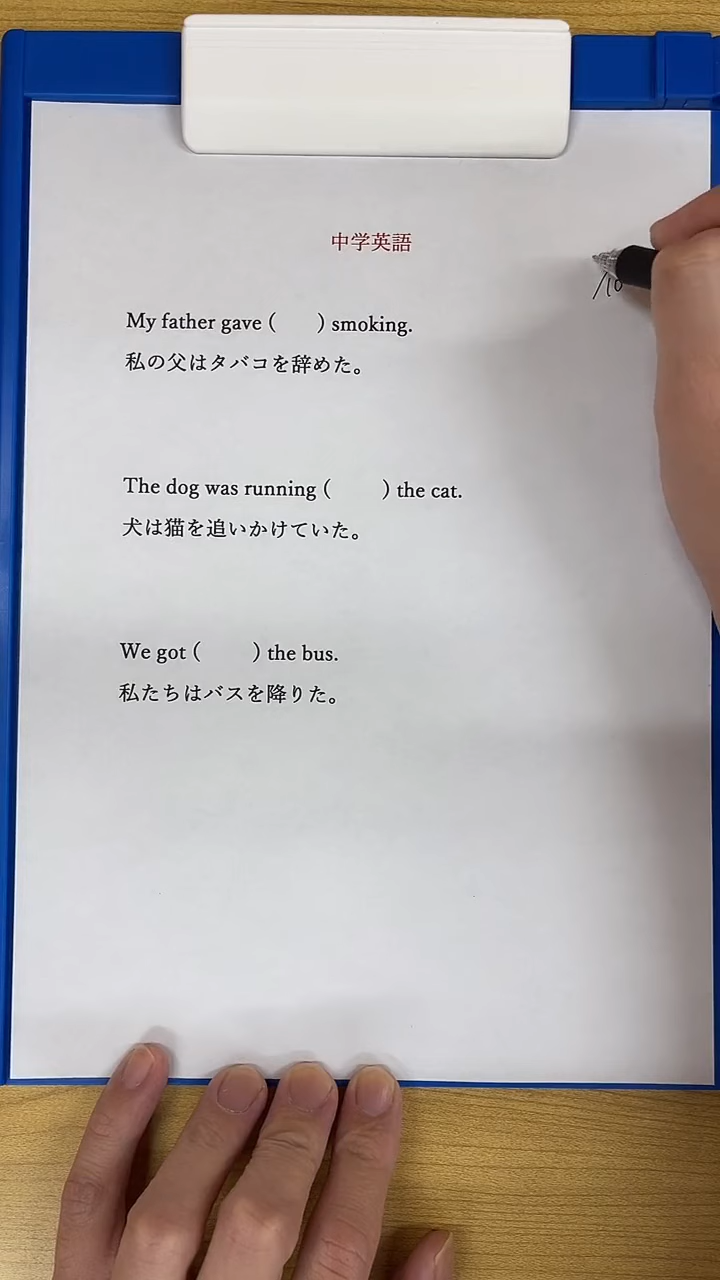 中学英語
/10
My father gave (　　) smoking.
私の父はタバコを辞めた。
The dog was running (　　) the cat.
犬は猫を追いかけていた。
We got (　　) the bus.
私たちはバスを降りた。